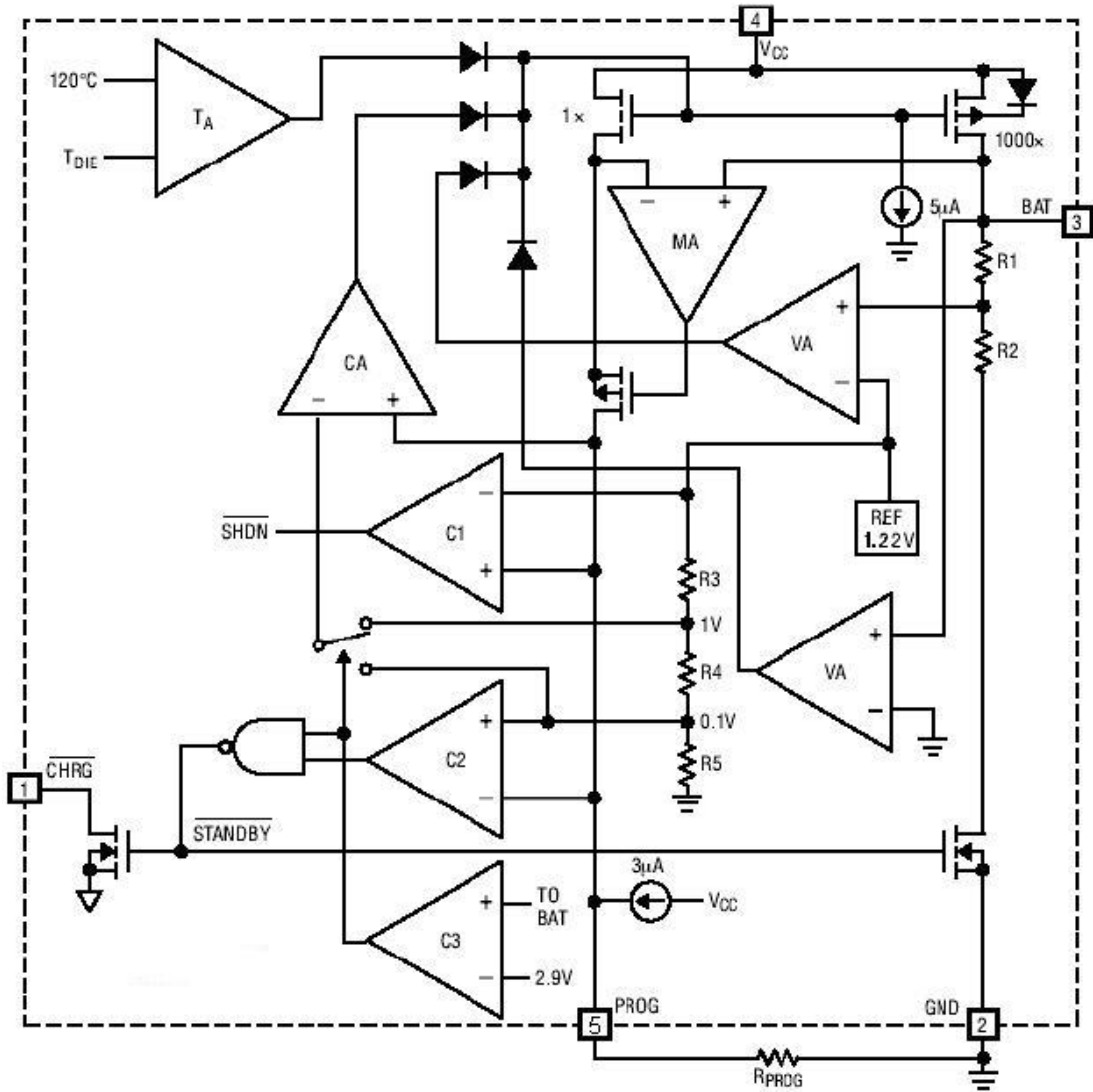 4
VCC
120°C
TA
TDIE
1×
1000×
− +
MA
5µA
BAT
3
R1
+
VA
−
R2
CA
− +
REF
1.22V
−
C1
+
SHDN
R3
1V
R4
0.1V
R5
+
VA
−
+
C2
−
CHRG
1
STANDBY
3µA
VCC
+
C3
−
TO
BAT
2.9V
PROG
5
GND
2
RPROG